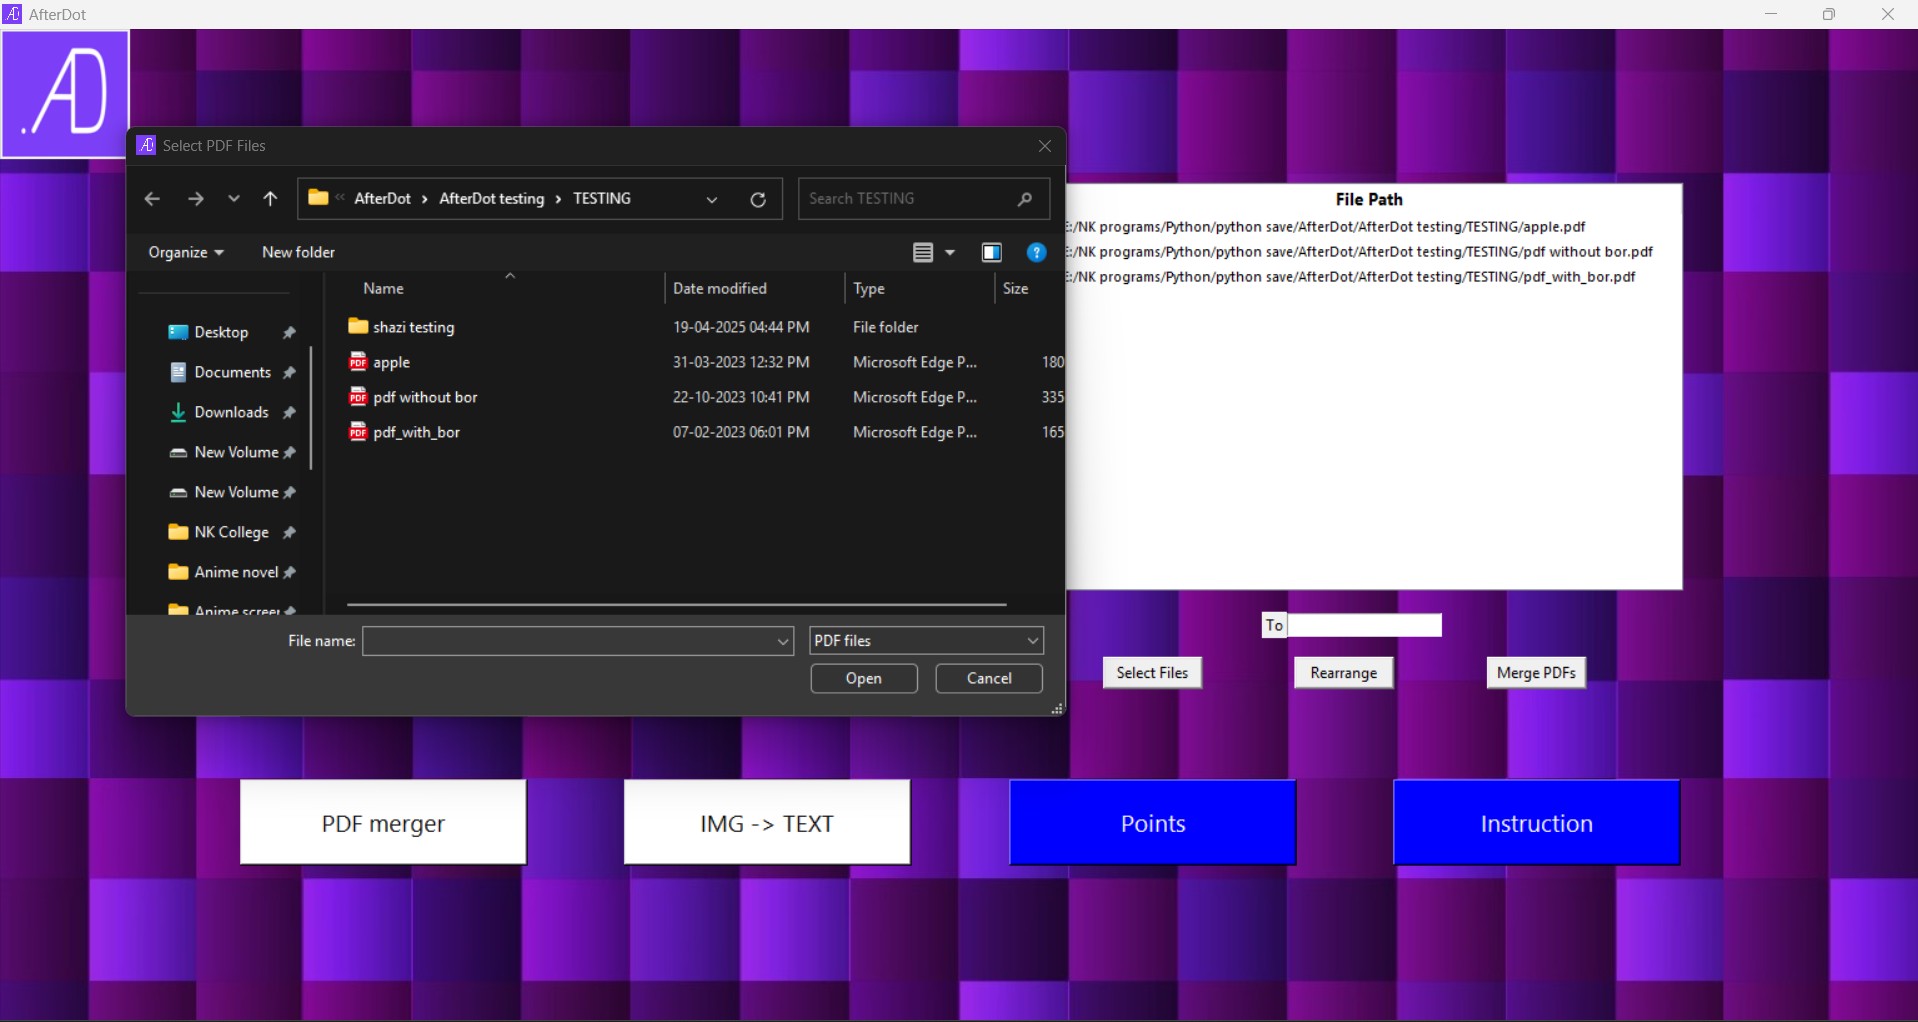 AfterDot
AD
Select PDF Files
AfterDot > AfterDot testing > TESTING
Search TESTING
Organize
New folder
Name
Date modified
Type
Size
shazi testing
19-04-2025 04:44 PM
File folder
apple
31-03-2023 12:32 PM
Microsoft Edge P...
180
pdf without bor
22-10-2023 10:41 PM
Microsoft Edge P...
335
pdf_with_bor
07-02-2023 06:01 PM
Microsoft Edge P...
165
Desktop
Documents
Downloads
New Volume
New Volume
NK College
Anime novel
Anime screen
File name:
PDF files
Open
Cancel
File Path
E:/NK programs/Python/python save/AfterDot/AfterDot testing/TESTING/apple.pdf
E:/NK programs/Python/python save/AfterDot/AfterDot testing/TESTING/pdf without bor.pdf
E:/NK programs/Python/python save/AfterDot/AfterDot testing/TESTING/pdf_with_bor.pdf
To
Select Files
Rearrange
Merge PDFs
PDF merger
IMG -> TEXT
Points
Instruction